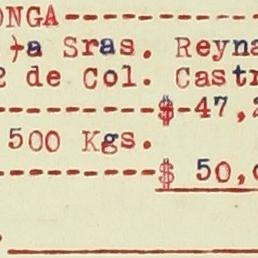 ONGA--------------
)-a Sras. Reyna
2 de Col. Castr
----------$-47,2
500 Kgs.
----------$ 50,